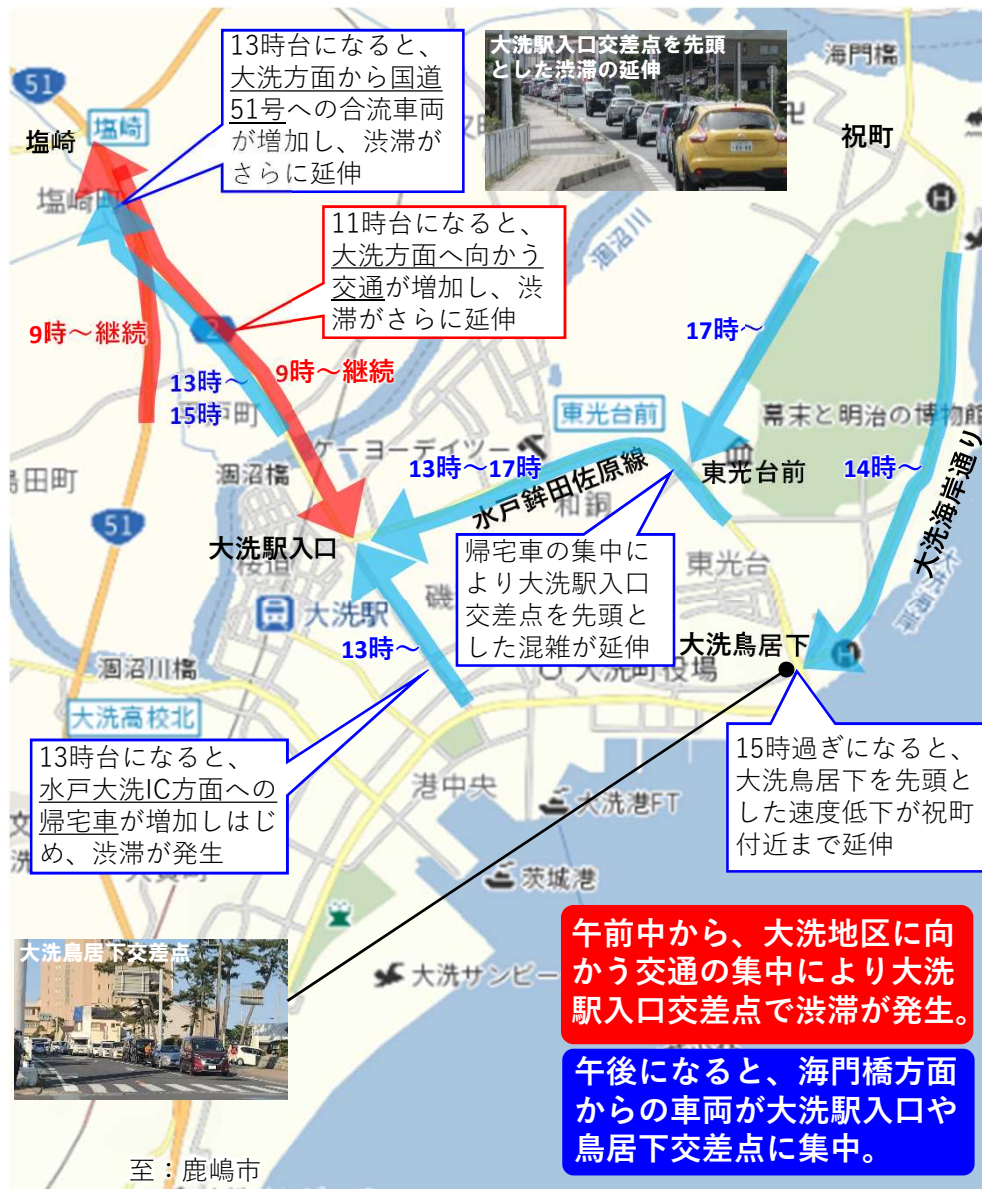 13時台になると、
大洗方面から国道
51号への合流車両
が増加し、渋滞が
さらに延伸
大洗駅入口交差点を先頭
とした渋滞の延伸
海門橋
51
塩崎
塩崎
祝町
塩崎町
涸沼川
11時台になると、
大洗方面へ向かう
交通が増加し、渋
滞がさらに延伸
9時～継続
2
9時～継続
17時～
13時～
15時
東光台前
幕末と明治の博物館
ケーヨーデイツー
14時～
涸沼橋
13時～17時
東光台前
水戸鉾田佐原線
大洗海岸通り
51
和銅
大洗駅入口
桜道
帰宅車の集中に
より大洗駅入口
交差点を先頭と
した混雑が延伸
東光台
大洗駅
磯
13時～
大洗鳥居下
涸沼川橋
大洗町役場
大洗高校北
13時台になると、
水戸大洗IC方面への
帰宅車が増加しはじ
め、渋滞が発生
15時過ぎになると、
大洗鳥居下を先頭と
した速度低下が祝町
付近まで延伸
港中央
大洗港FT
茨城港
大洗鳥居下交差点
大洗サンビー
午前中から、大洗地区に向
かう交通の集中により大洗
駅入口交差点で渋滞が発生。
午後になると、海門橋方面
からの車両が大洗駅入口や
鳥居下交差点に集中。
至：鹿嶋市